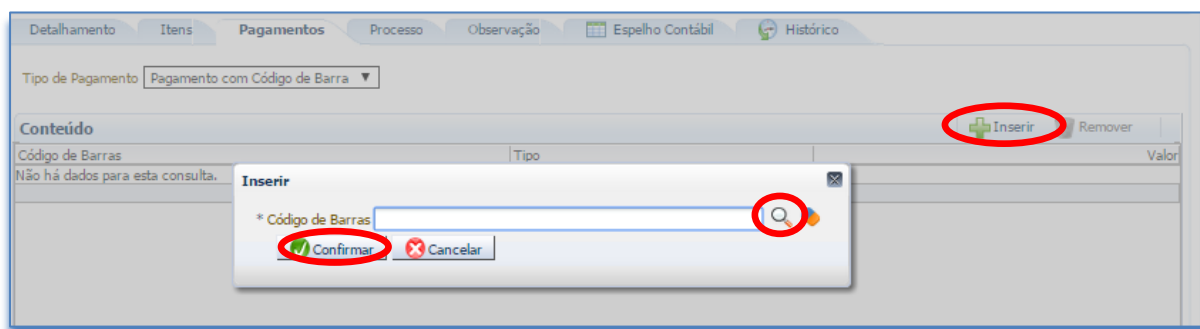 Detalhamento Itens Pagamentos Processo Observação Espelho Contábil Histórico
Tipo de Pagamento Pagamento com Código de Barra
Conteúdo Inserir Remover
Código de Barras Tipo Valor
Não há dados para esta consulta.
Inserir
* Código de Barras
Confirmar Cancelar